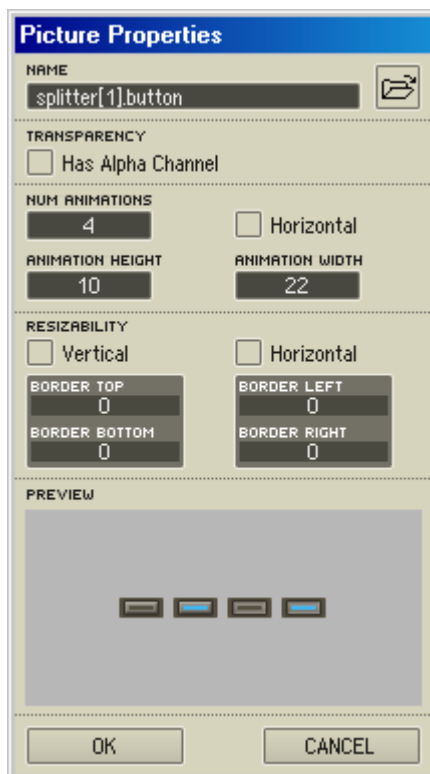 Picture Properties
NAME
splitter[1].button
TRANSPARENCY
Has Alpha Channel
NUM ANIMATIONS
4 Horizontal
ANIMATION HEIGHT ANIMATION WIDTH
10 22
RESIZABILITY
Vertical Horizontal
BORDER TOP BORDER LEFT
0 0
BORDER BOTTOM BORDER RIGHT
0 0
PREVIEW
OK CANCEL